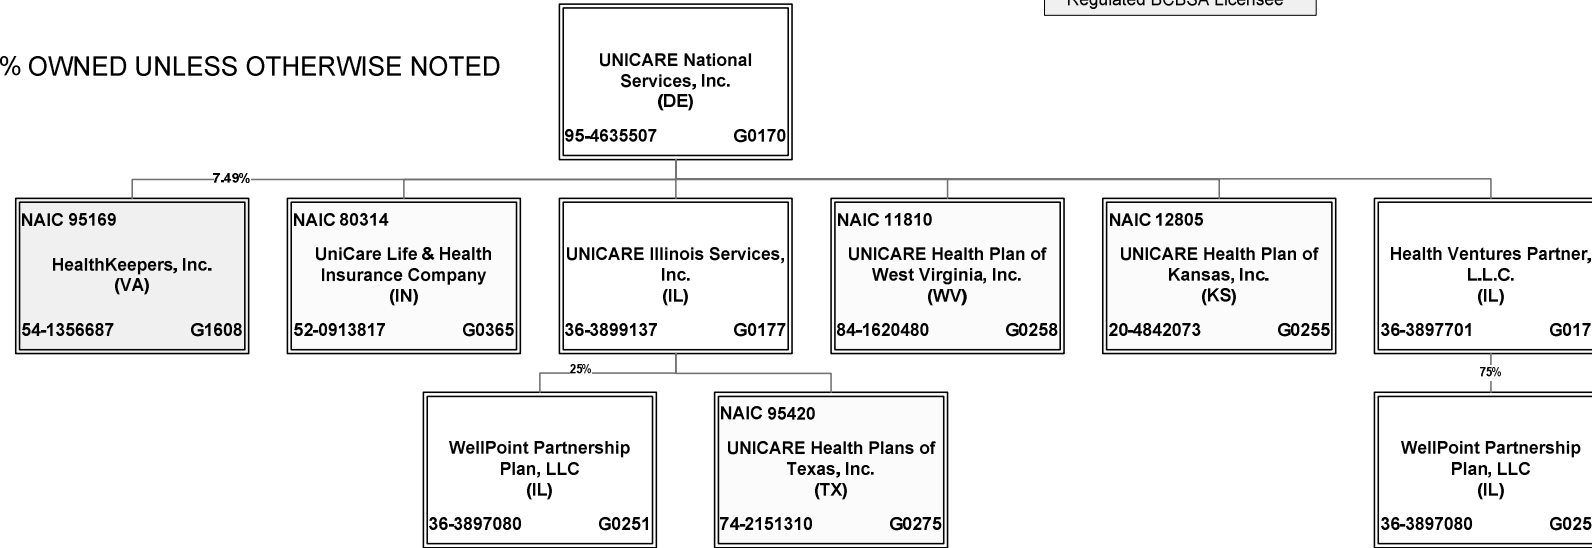 Regulated BCBSA Licensee
% OWNED UNLESS OTHERWISE NOTED
UNICARE National
Services, Inc.
(DE)
95-4635507 G0170
7.49%
NAIC 95169
HealthKeepers, Inc.
(VA)
54-1356687 G1608
NAIC 80314
UniCare Life & Health
Insurance Company
(IN)
52-0913817 G0365
UNICARE Illinois Services,
Inc.
(IL)
36-3899137 G0177
NAIC 11810
UNICARE Health Plan of
West Virginia, Inc.
(WV)
84-1620480 G0258
NAIC 12805
UNICARE Health Plan of
Kansas, Inc.
(KS)
20-4842073 G0255
Health Ventures Partner,
L.L.C.
(IL)
36-3897701 G017
25%
75%
WellPoint Partnership
Plan, LLC
(IL)
36-3897080 G0251
NAIC 95420
UNICARE Health Plans of
Texas, Inc.
(TX)
74-2151310 G0275
WellPoint Partnership
Plan, LLC
(IL)
36-3897080 G025